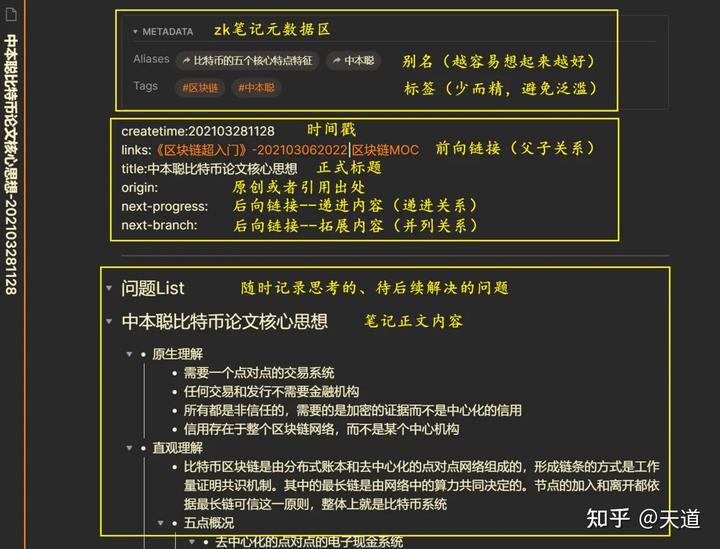 中本聪比特币论文核心思想-202103281128
METADATA zk笔记元数据区
Aliases 比特币的五个核心特点特征 中本聪 别名（越容易想起来越好）
Tags #区块链 #中本聪 标签（少而精，避免泛滥）
createtime:202103281128 时间戳
links:《区块链超入门》-202103062022|区块链MOC 前向链接（父子关系）
title:中本聪比特币论文核心思想 正式标题
origin: 原创或者引用出处
next-progress: 后向链接--递进内容（递进关系）
next-branch: 后向链接--拓展内容（并列关系）
问题List 随时记录思考的、待后续解决的问题
中本聪比特币论文核心思想 笔记正文内容
原生理解
需要一个点对点的交易系统
任何交易和发行不需要金融机构
所有都是非信任的，需要的是加密的证据而不是中心化的信用
信用存在于整个区块链网络，而不是某个中心机构
直观理解
比特币区块链是由分布式账本和去中心化的点对点网络组成的，形成链条的方式是工作
量证明共识机制。其中的最长链是由网络中的算力共同决定的。节点的加入和离开都依
据最长链可信这一原则，整体上就是比特币系统
五点概况
去中心化的点对点的电子现金系统
知乎 @天道